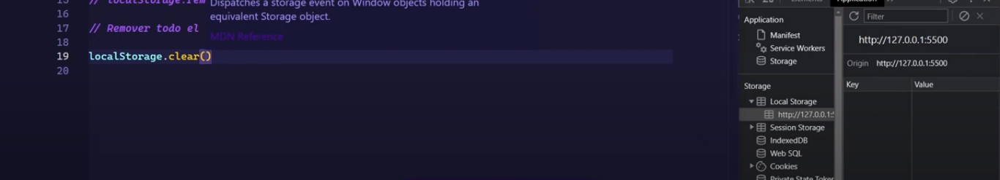 15 // localStorage.rem
Dispatches a storage event on Window objects holding an
16 equivalent Storage object.
17 // Remover todo el
MDN Reference
18
19 localStorage.clear()
20
Elements Application
Application
Manifest
Service Workers
Storage
Storage
Local Storage
http://127.0.0.1:5
Session Storage
IndexedDB
Web SQL
Cookies
Private State Token
Filter
http://127.0.0.1:5500
Origin http://127.0.0.1:5500
Key Value